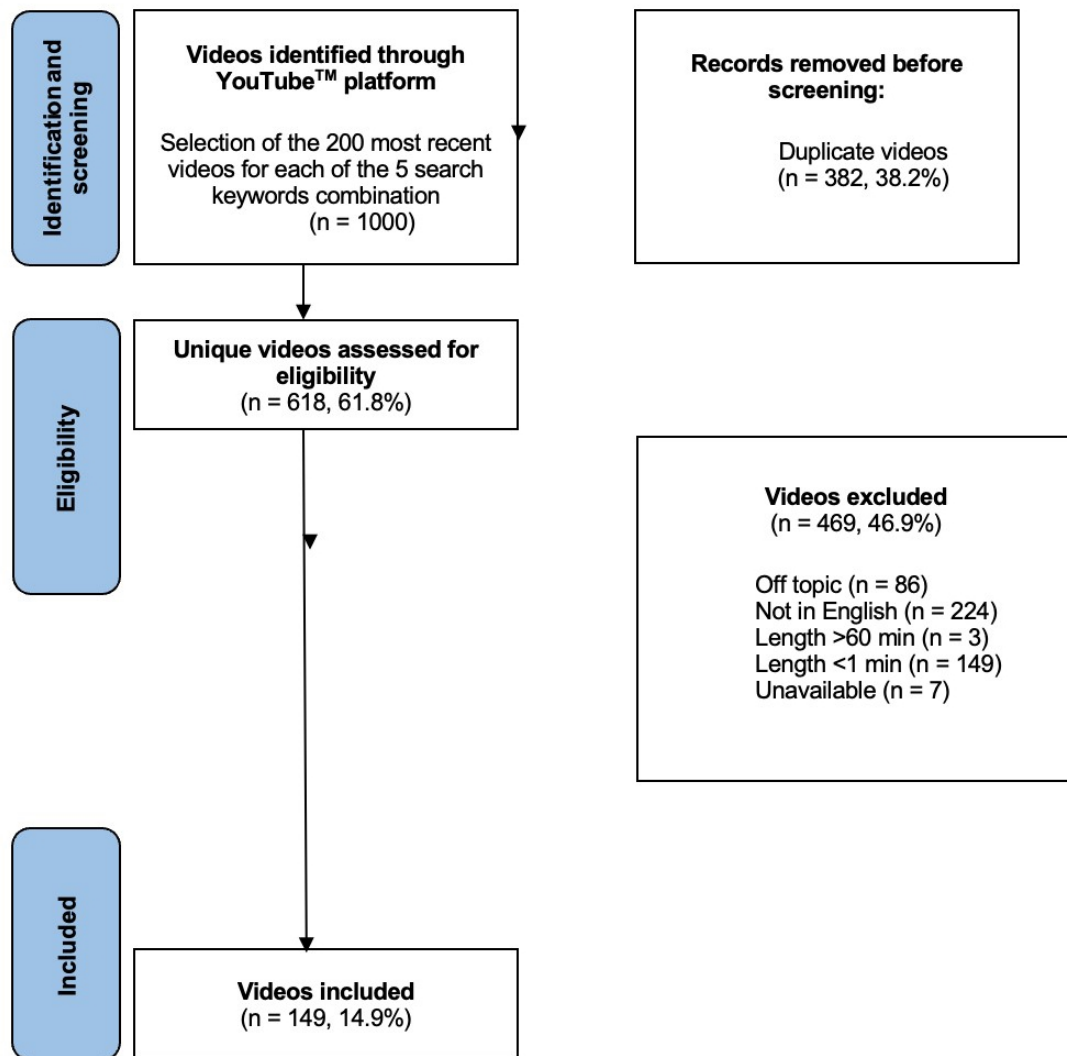 Identification and
screening
Videos identified through
YouTube™ platform
Selection of the 200 most recent
videos for each of the 5 search
keywords combination
(n = 1000)
Records removed before
screening:
Duplicate videos
(n = 382, 38.2%)
Eligibility
Unique videos assessed for
eligibility
(n = 618, 61.8%)
Videos excluded
(n = 469, 46.9%)
Off topic (n = 86)
Not in English (n = 224)
Length >60 min (n = 3)
Length <1 min (n = 149)
Unavailable (n = 7)
Included
Videos included
(n = 149, 14.9%)